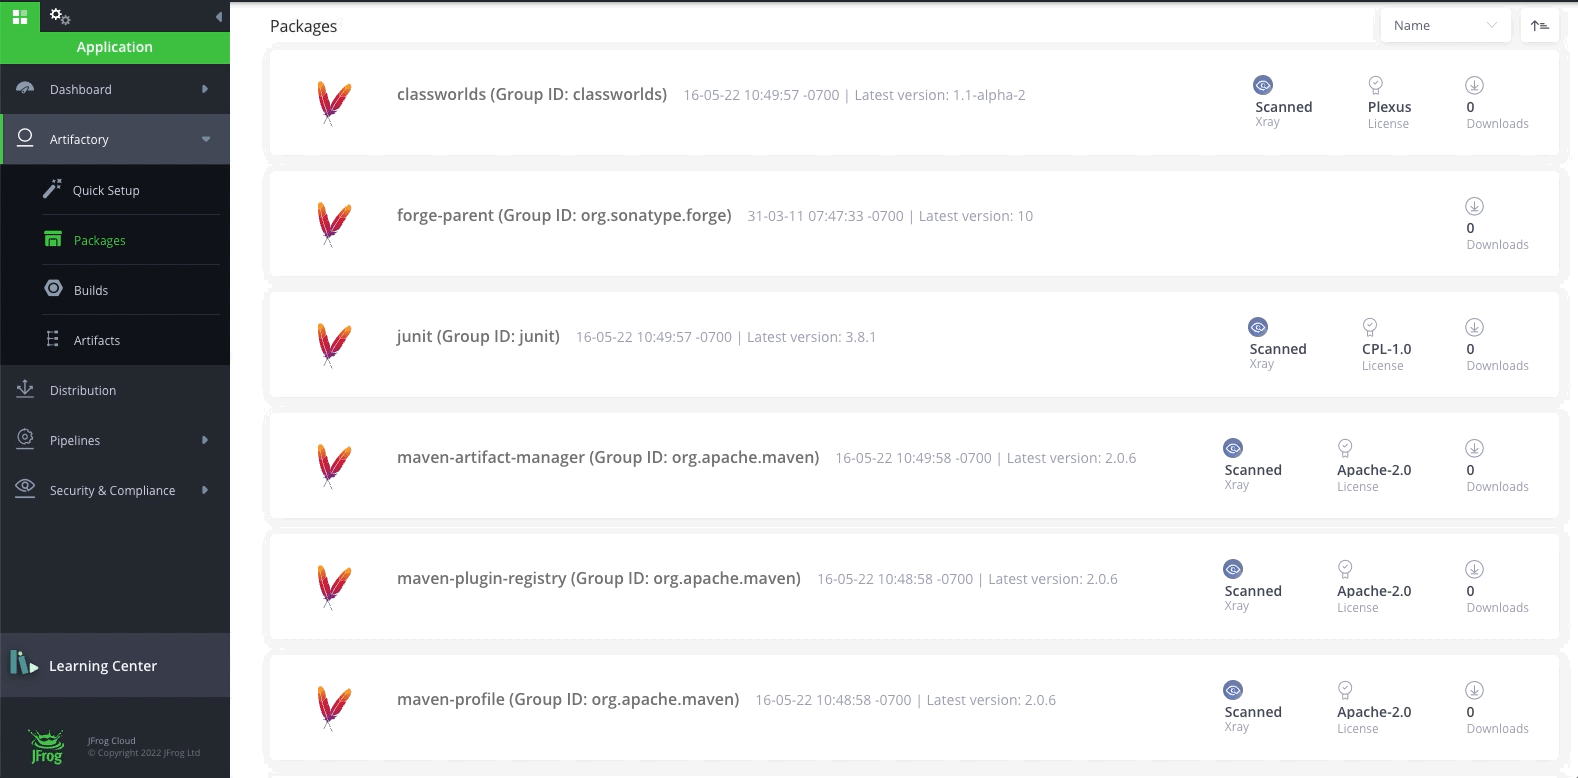 Application
Dashboard
Artifactory
Quick Setup
Packages
Builds
Artifacts
Distribution
Pipelines
Security & Compliance
Learning Center
JFrog
JFrog Cloud
© Copyright 2022 JFrog Ltd
Packages
Name
classworlds (Group ID: classworlds) 16-05-22 10:49:57 -0700 | Latest version: 1.1-alpha-2
Scanned Plexus 0
Xray License Downloads
forge-parent (Group ID: org.sonatype.forge) 31-03-11 07:47:33 -0700 | Latest version: 10
0
Downloads
junit (Group ID: junit) 16-05-22 10:49:57 -0700 | Latest version: 3.8.1
Scanned CPL-1.0 0
Xray License Downloads
maven-artifact-manager (Group ID: org.apache.maven) 16-05-22 10:49:58 -0700 | Latest version: 2.0.6
Scanned Apache-2.0 0
Xray License Downloads
maven-plugin-registry (Group ID: org.apache.maven) 16-05-22 10:48:58 -0700 | Latest version: 2.0.6
Scanned Apache-2.0 0
Xray License Downloads
maven-profile (Group ID: org.apache.maven) 16-05-22 10:48:58 -0700 | Latest version: 2.0.6
Scanned Apache-2.0 0
Xray License Downloads